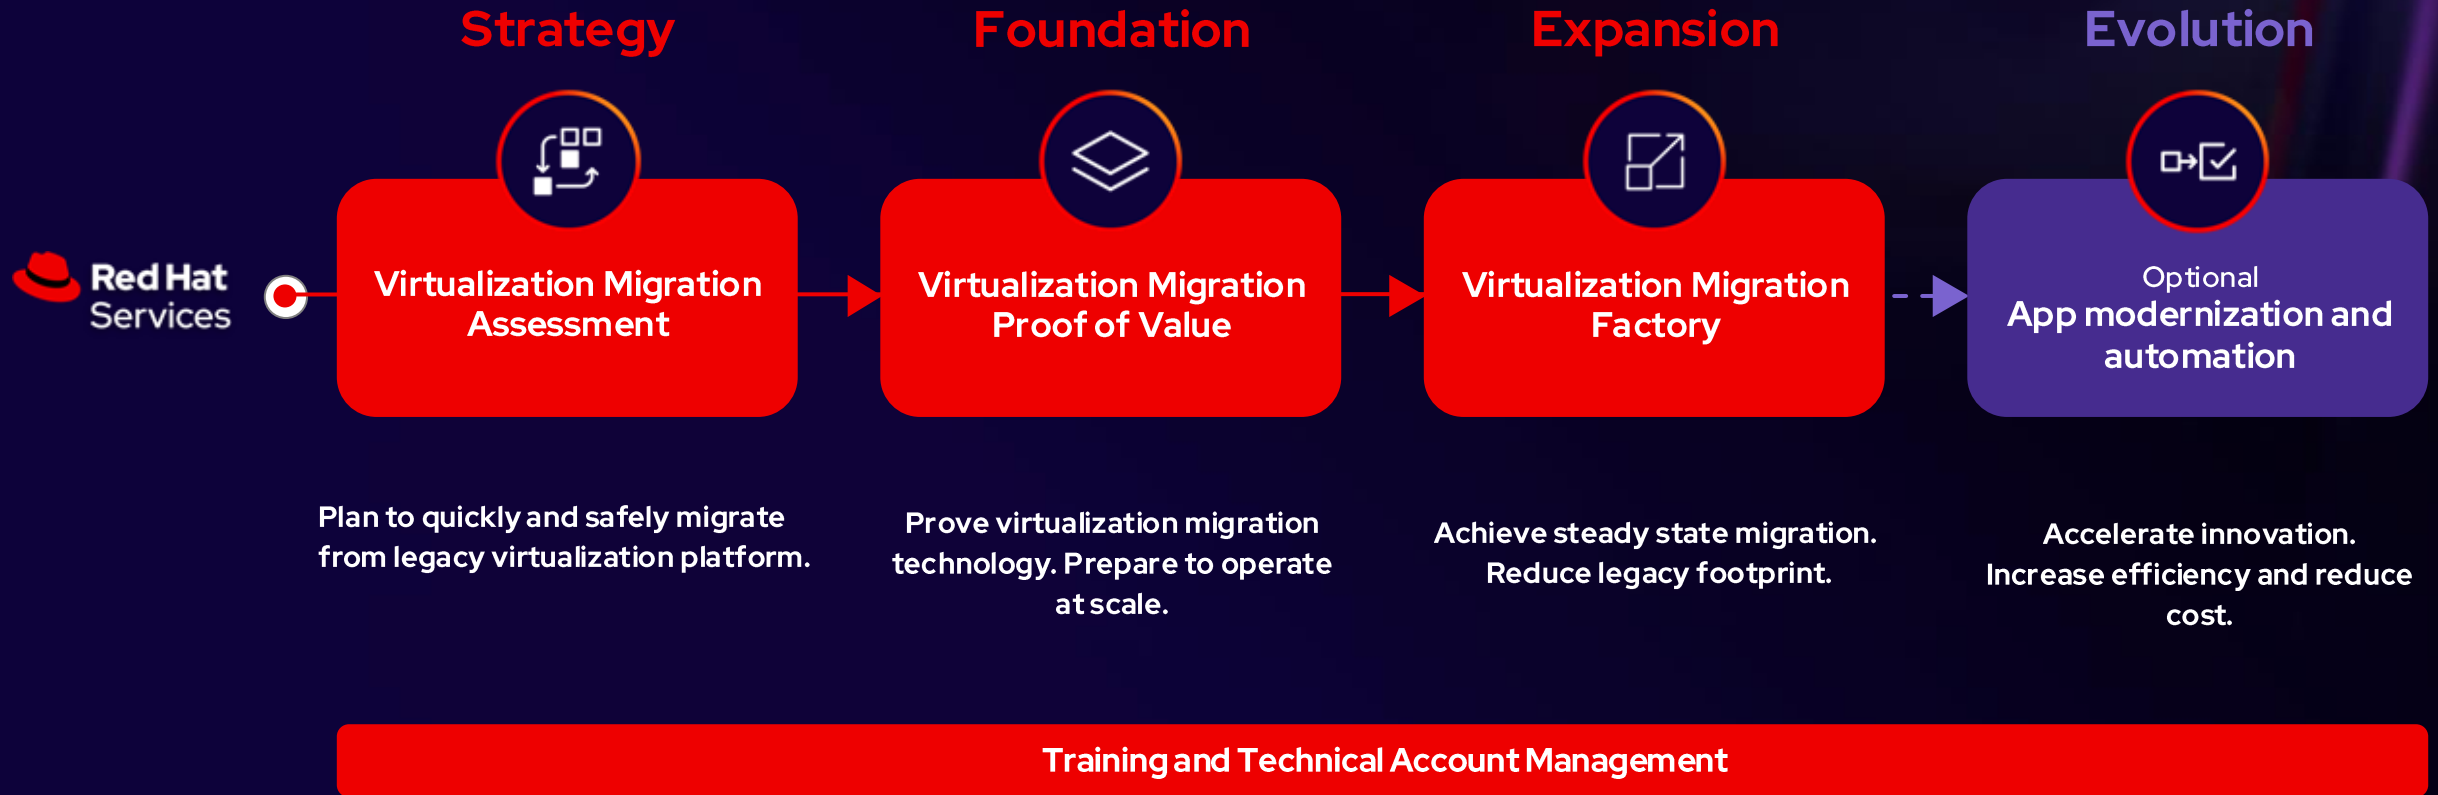 Strategy
Foundation
Expansion
Evolution
Red Hat
Services
Virtualization Migration
Assessment
Virtualization Migration
Proof of Value
Virtualization Migration
Factory
Optional
App modernization and
automation
Plan to quickly and safely migrate
from legacy virtualization platform.
Prove virtualization migration
technology. Prepare to operate
at scale.
Achieve steady state migration.
Reduce legacy footprint.
Accelerate innovation.
Increase efficiency and reduce
cost.
Training and Technical Account Management